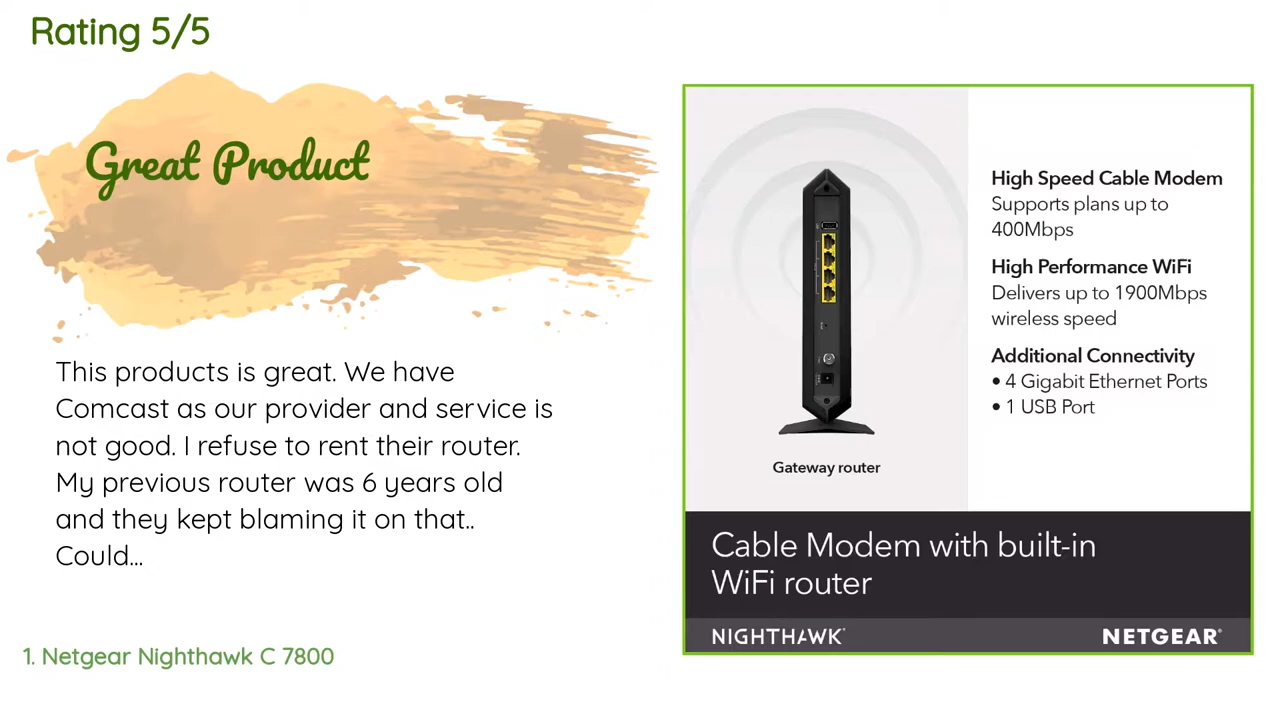 Rating 5/5
Great Product
This products is great. We have
Comcast as our provider and service is
not good. I refuse to rent their router.
My previous router was 6 years old
and they kept blaming it on that..
Could...
1. Netgear Nighthawk C 7800
High Speed Cable Modem
Supports plans up to
400Mbps
High Performance WiFi
Delivers up to 1900Mbps
wireless speed
Additional Connectivity
• 4 Gigabit Ethernet Ports
• 1 USB Port
Gateway router
Cable Modem with built-in
WiFi router
NIGHTHAWK
NETGEAR®